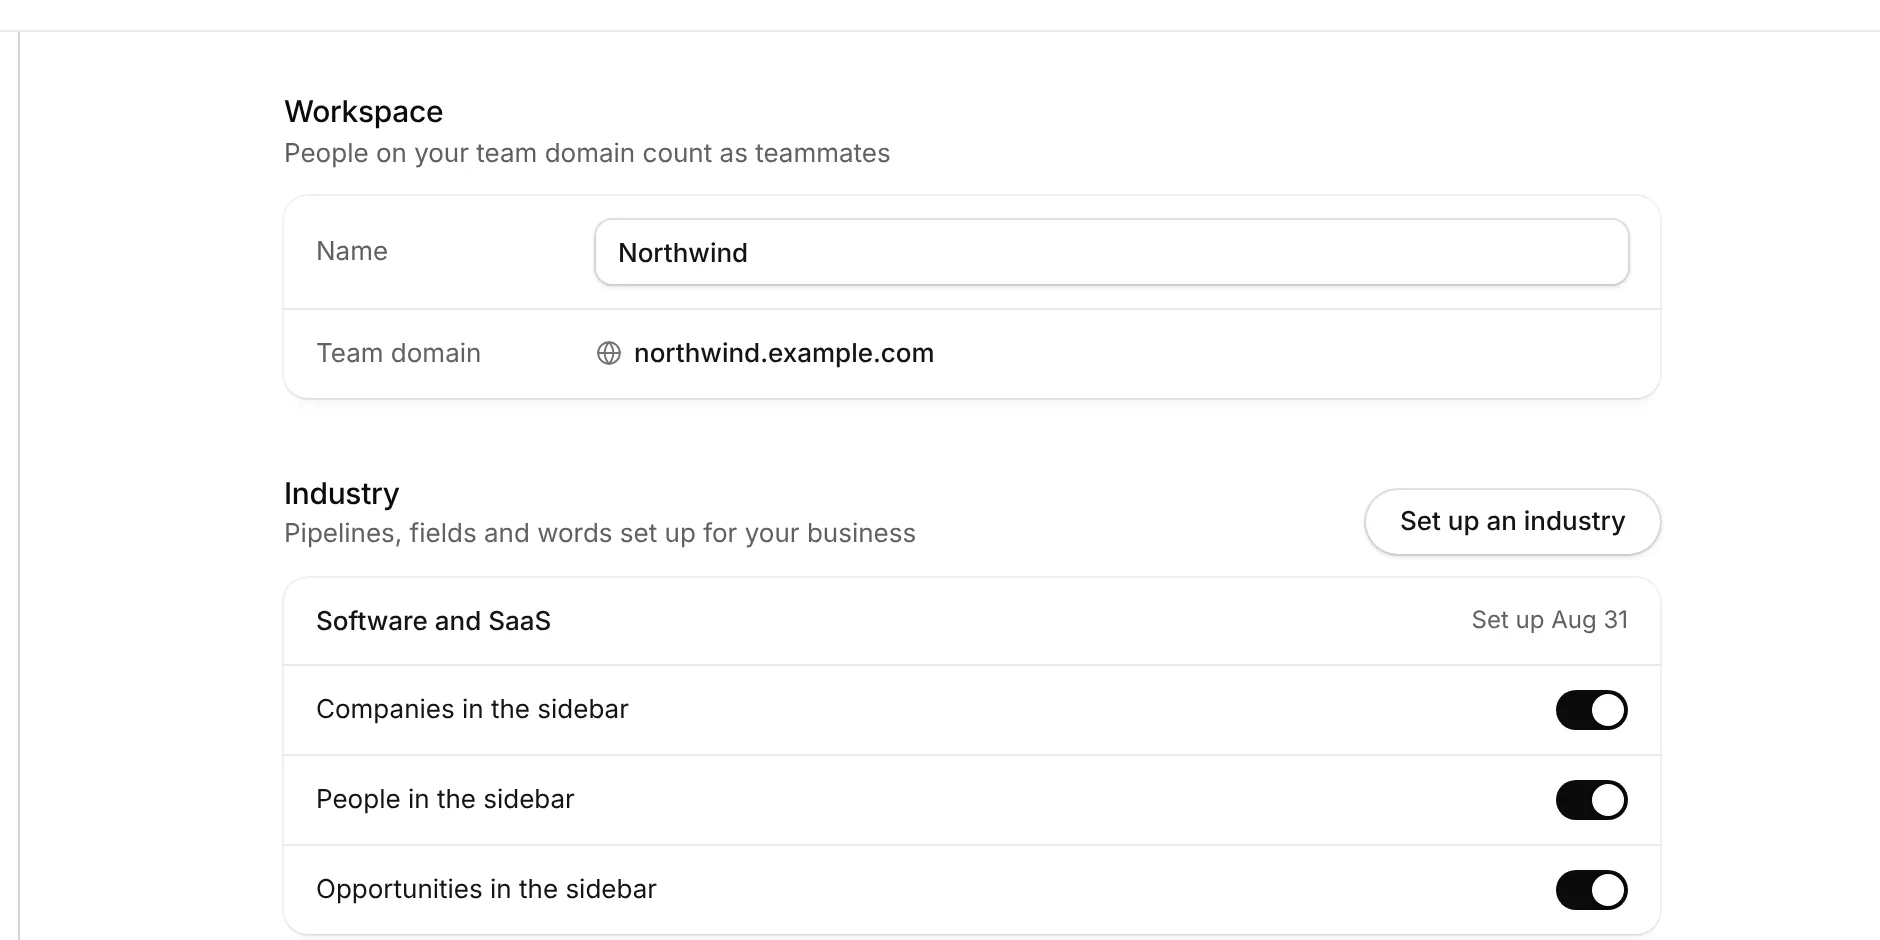 Workspace
People on your team domain count as teammates
Name
Northwind
Team domain
northwind.example.com
Industry
Pipelines, fields and words set up for your business
Set up an industry
Software and SaaS
Set up Aug 31
Companies in the sidebar
People in the sidebar
Opportunities in the sidebar